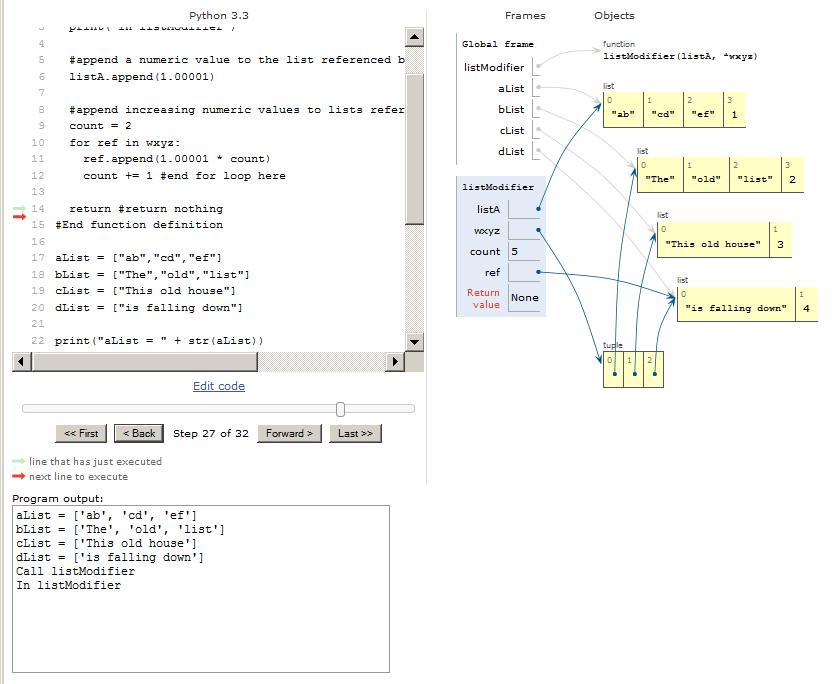 Python 3.3
3 print("In listModifier")
4
5 #append a numeric value to the list referenced b
6 listA.append(1.00001)
7
8 #append increasing numeric values to lists refer
9 count = 2
10 for ref in wxyz:
11 ref.append(1.00001 * count)
12 count += 1 #end for loop here
13
14 return #return nothing
15 #End function definition
16
17 aList = ["ab","cd","ef"]
18 bList = ["The","old","list"]
19 cList = ["This old house"]
20 dList = ["is falling down"]
21
22 print("aList = " + str(aList))
Edit code
<< First
< Back
Step 27 of 32
Forward >
Last >>
line that has just executed
next line to execute
Program output:
aList = ['ab', 'cd', 'ef']
bList = ['The', 'old', 'list']
cList = ['This old house']
dList = ['is falling down']
Call listModifier
In listModifier
Frames
Objects
Global frame
listModifier
aList
bList
cList
dList
listModifier
listA
wxyz
count 5
ref
Return
value
None
function
listModifier(listA, *wxyz)
list
0 1 2 3
"ab" "cd" "ef" 1
list
0 1 2 3
"The" "old" "list" 2
list
0 1
"This old house" 3
list
0 1
"is falling down" 4
tuple
0 1 2